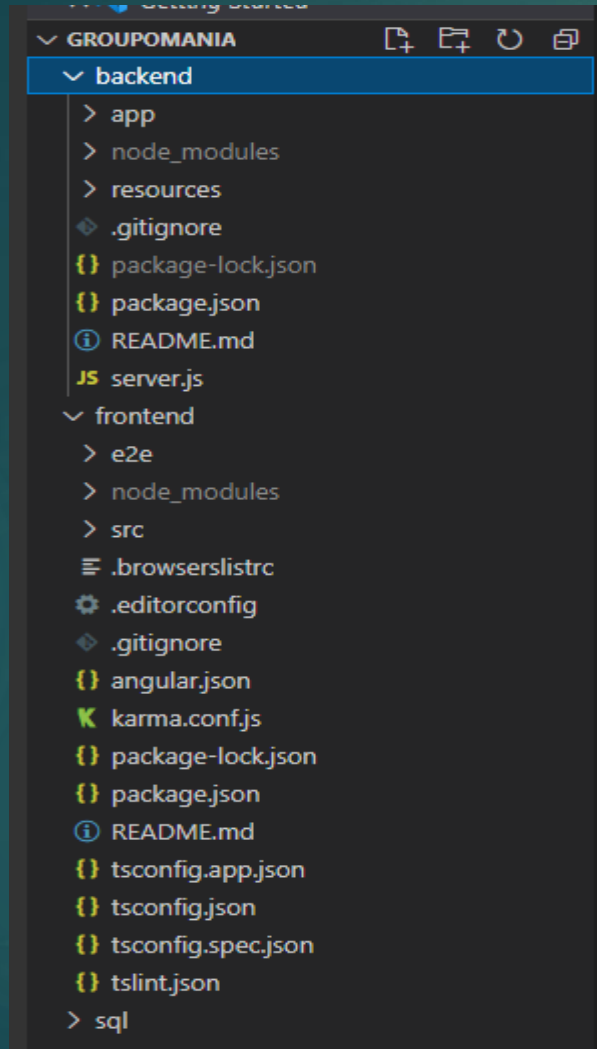 Getting Started
GROUPOMANIA
backend
app
node_modules
resources
.gitignore
{} package-lock.json
{} package.json
README.md
JS server.js
frontend
e2e
node_modules
src
.browserslistrc
.editorconfig
.gitignore
{} angular.json
karma.conf.js
{} package-lock.json
{} package.json
README.md
{} tsconfig.app.json
{} tsconfig.json
{} tsconfig.spec.json
{} tslint.json
sql